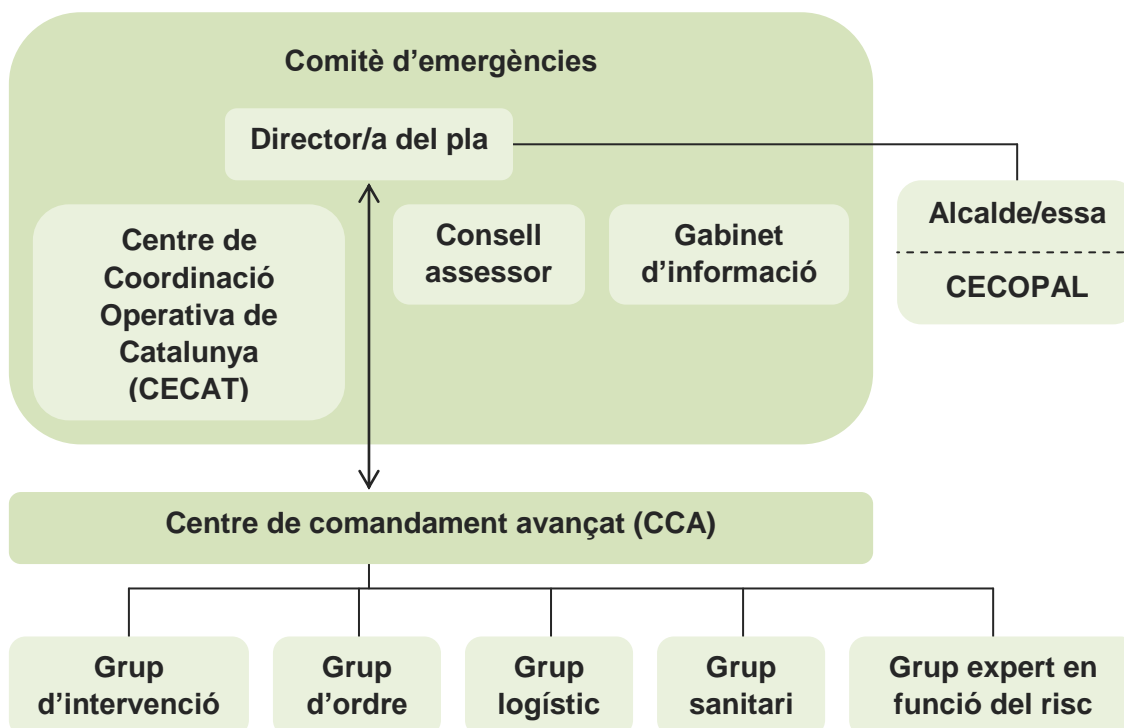 Comitè d’emergències
Director/a del pla
Centre de
Coordinació
Operativa de
Catalunya
(CECAT)
Consell
assessor
Gabinet
d’informació
Alcalde/essa
CECOPAL
Centre de comandament avançat (CCA)
Grup
d’intervenció
Grup
d’ordre
Grup
logístic
Grup
sanitari
Grup expert en
funció del risc